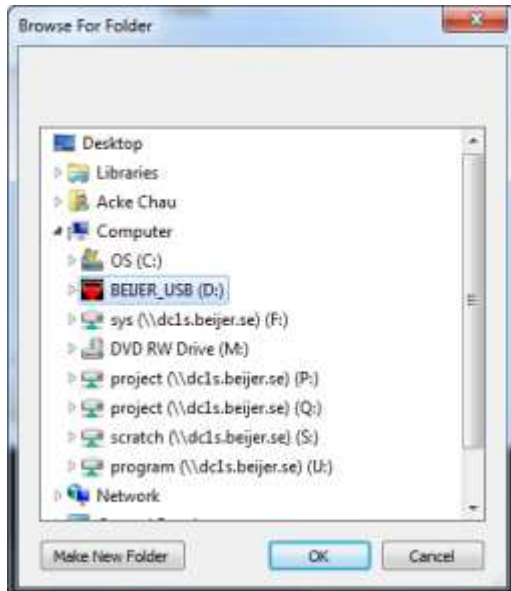 Browse For Folder
Desktop
Libraries
Acke Chau
Computer
OS (C:)
BEIJER_USB (D:)
sys (\\dc1s.beijer.se) (F:)
DVD RW Drive (M:)
project (\\dc1s.beijer.se) (P:)
project (\\dc1s.beijer.se) (Q:)
scratch (\\dc1s.beijer.se) (S:)
program (\\dc1s.beijer.se) (U:)
Network
Make New Folder
OK
Cancel